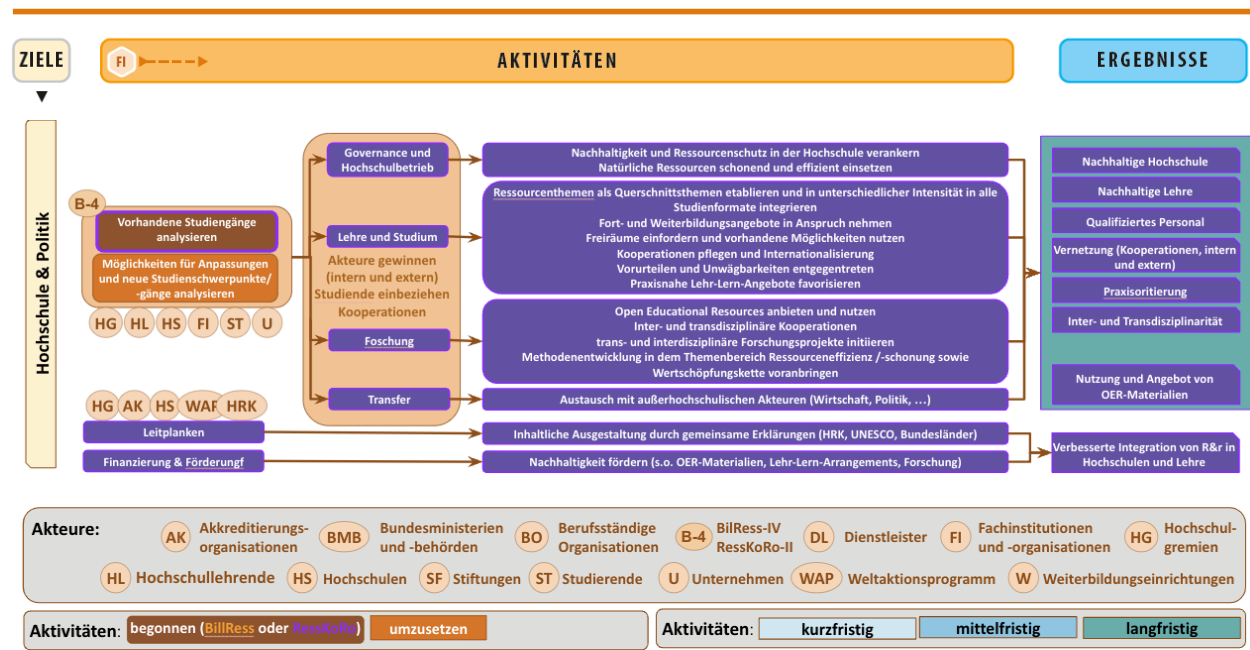 ZIELE
FI
AKTIVITÄTEN
ERGEBNISSE
Hochschule & Politik
B-4
Vorhandene Studiengänge
analysieren
Möglichkeiten für Anpassungen
und neue Studienschwerpunkte/
-gänge analysieren
HG HL HS FI ST U
Governance und
Hochschulbetrieb
Lehre und Studium
Akteure gewinnen
(intern und extern)
Studiende einbeziehen
Kooperationen
Foschung
Transfer
Nachhaltigkeit und Ressourcenschutz in der Hochschule verankern
Natürliche Ressourcen schonend und effizient einsetzen
Ressourcenthemen als Querschnittsthemen etablieren und in unterschiedlicher Intensität in alle
Studienformate integrieren
Fort- und Weiterbildungsangebote in Anspruch nehmen
Freiräume einfordern und vorhandene Möglichkeiten nutzen
Kooperationen pflegen und Internationalisierung
Vorurteilen und Unwägbarkeiten entgegentreten
Praxisnahe Lehr-Lern-Angebote favorisieren
Open Educational Resources anbieten und nutzen
Inter- und transdisziplinäre Kooperationen
trans- und interdisziplinäre Forschungsprojekte initiieren
Methodenentwicklung in dem Themenbereich Ressourceneffizienz /-schonung sowie
Wertschöpfungskette voranbringen
Austausch mit außerhochschulischen Akteuren (Wirtschaft, Politik, …)
Nachhaltige Hochschule
Nachhaltige Lehre
Qualifiziertes Personal
Vernetzung (Kooperationen, intern
und extern)
Praxisoritierung
Inter- und Transdisziplinarität
Nutzung und Angebot von
OER-Materialien
HG AK HS WAP HRK
Leitplanken
Inhaltliche Ausgestaltung durch gemeinsame Erklärungen (HRK, UNESCO, Bundesländer)
Finanzierung & Förderungf
Nachhaltigkeit fördern (s.o. OER-Materialien, Lehr-Lern-Arrangements, Forschung)
Verbesserte Integration von R&r in
Hochschulen und Lehre
Akteure:
AK Akkreditierungs-
organisationen
BMB Bundesministerien
und -behörden
BO Berufsständige
Organisationen
B-4 BilRess-IV
RessKoRo-II
DL Dienstleister
FI Fachinstitutionen
und -organisationen
HG Hochschul-
gremien
HL Hochschullehrende HS Hochschulen SF Stiftungen ST Studierende U Unternehmen WAP Weltaktionsprogramm W Weiterbildungseinrichtungen
Aktivitäten: begonnen (BillRess oder RessKoRo) umzusetzen
Aktivitäten: kurzfristig mittelfristig langfristig